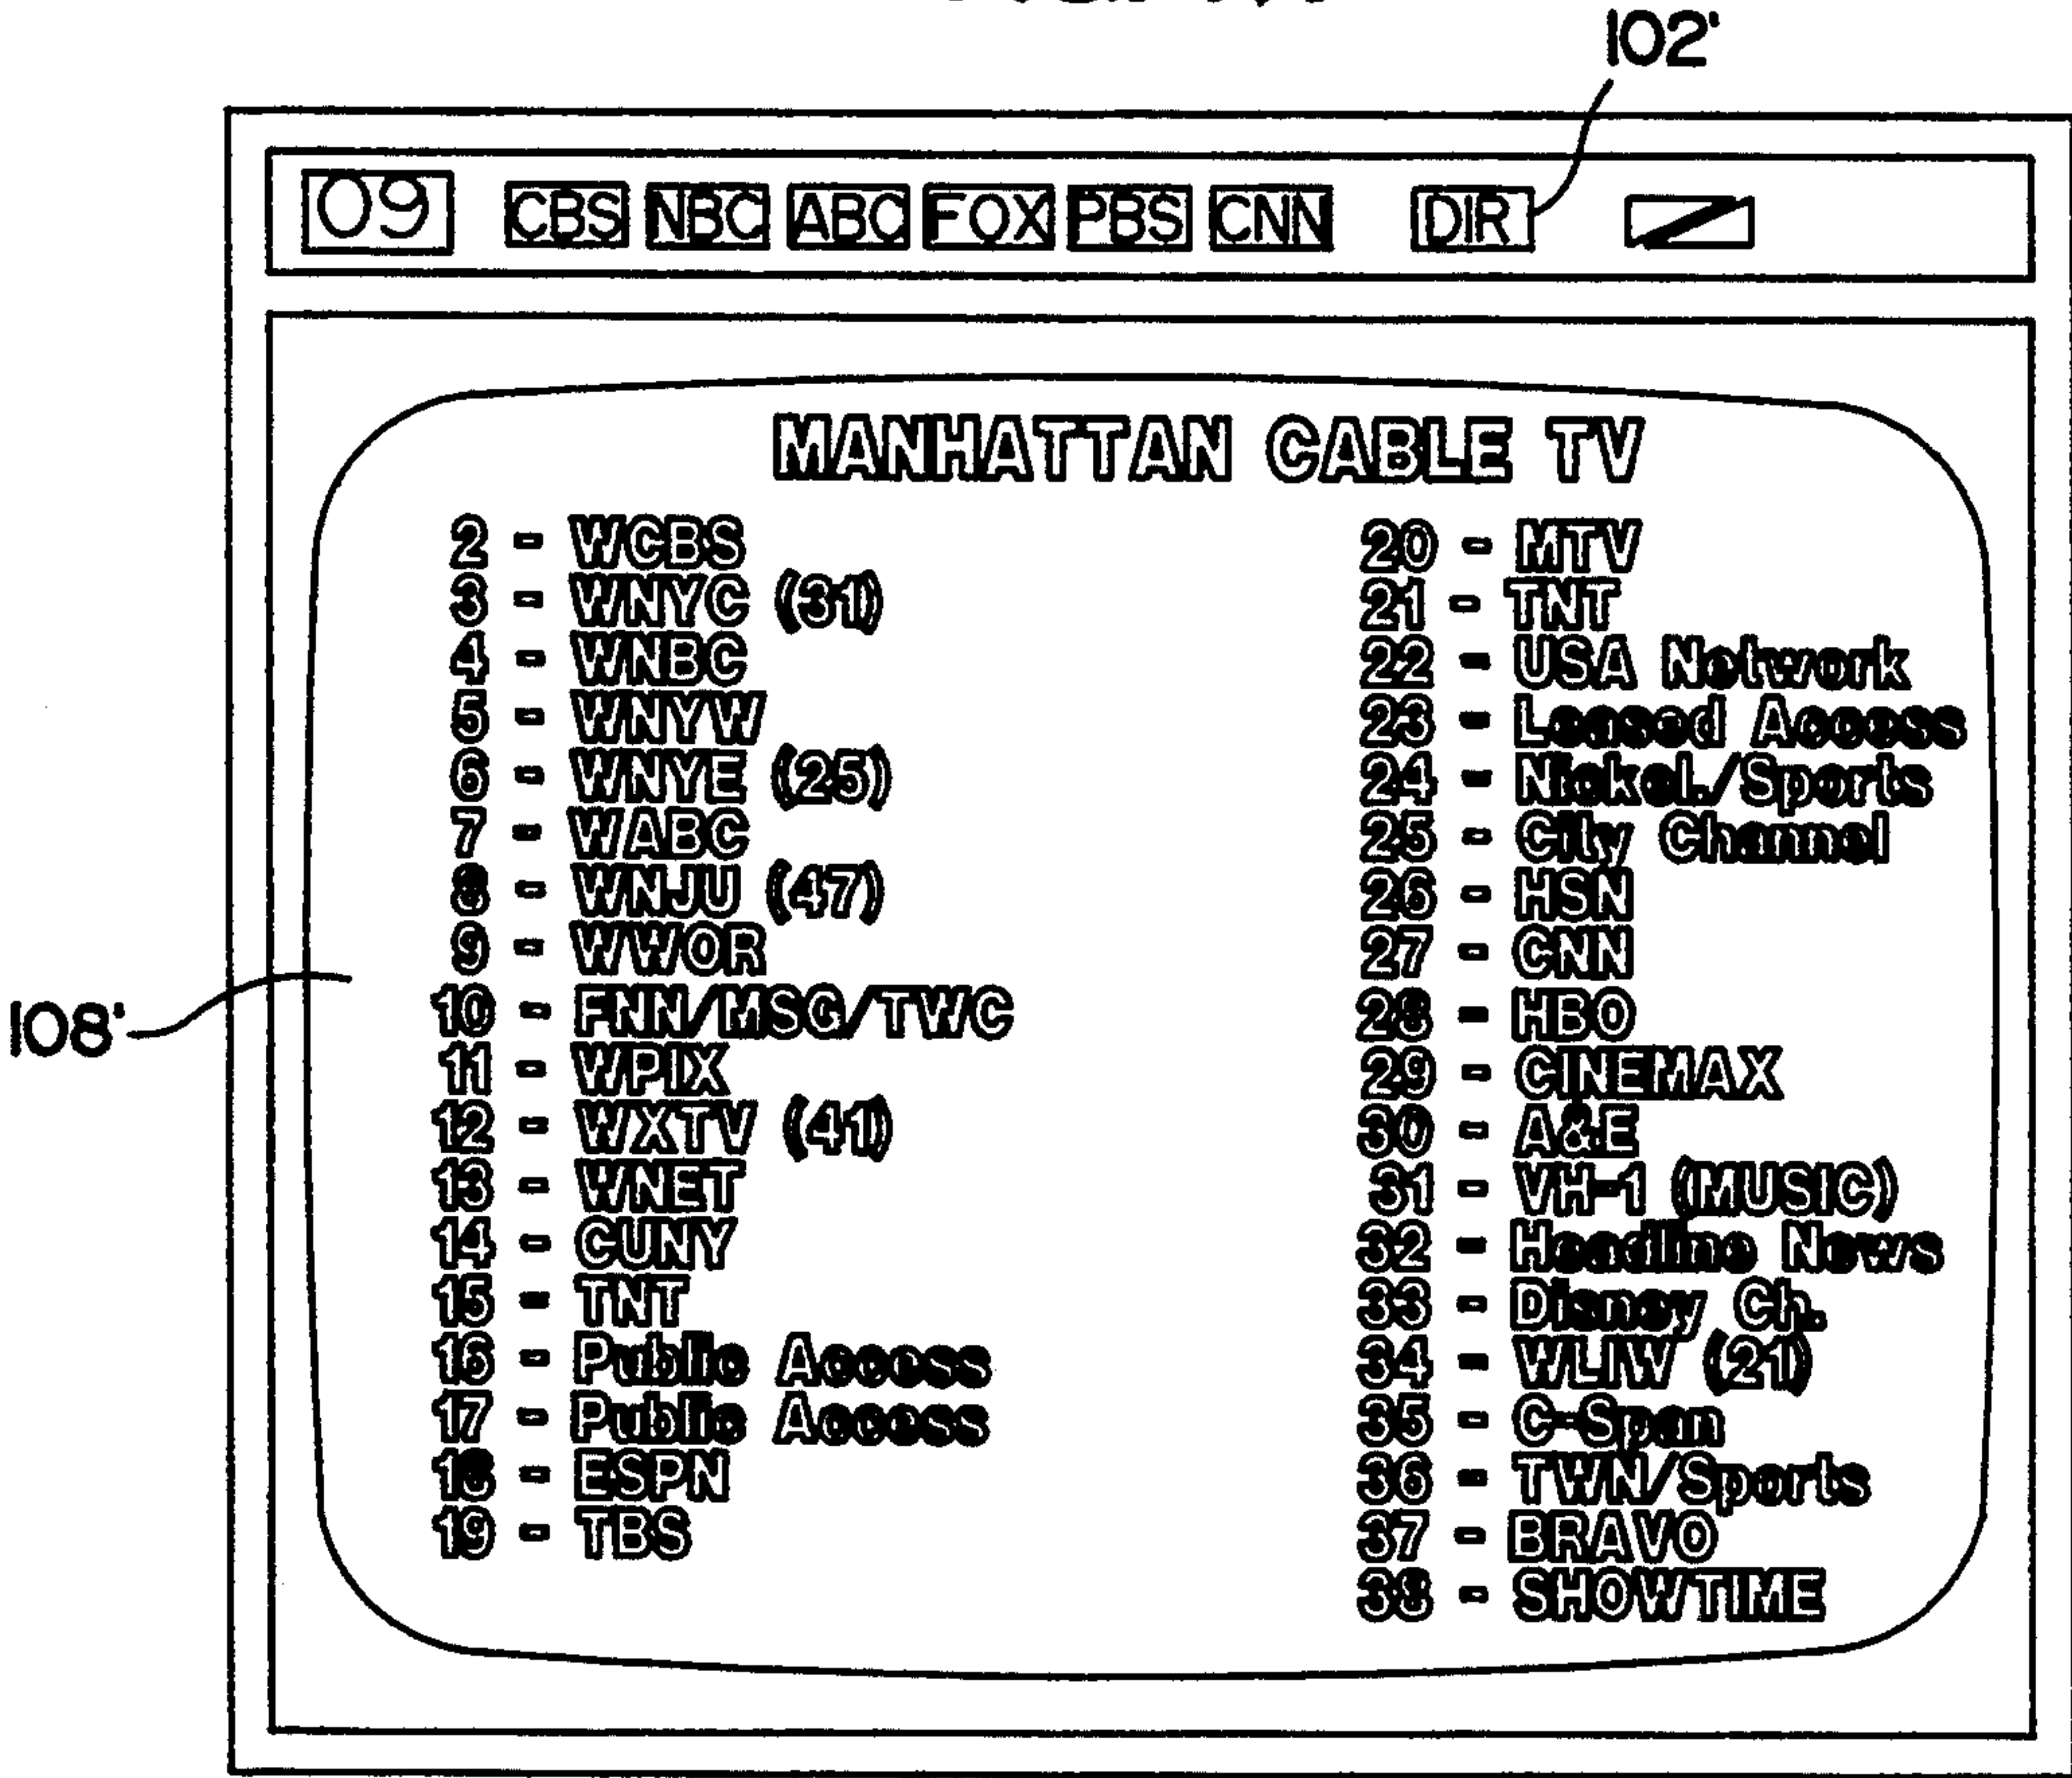 102'
09 CBS NBC ABC FOX PBS CNN DIR
MANHATTAN CABLE TV
2 - WCBS
3 - WNYC (31)
4 - WNBC
5 - WNYW
6 - WNYE (25)
7 - WABC
8 - WNJU (47)
9 - WWOR
10 - FNN/MSG/TWC
11 - WPIX
12 - WXTV (41)
13 - WNET
14 - CUNY
15 - TNT
16 - Public Access
17 - Public Access
18 - ESPN
19 - TBS
20 - MTV
21 - TNT
22 - USA Network
23 - Leased Access
24 - Nickel./Sports
25 - City Channel
26 - HSN
27 - CNN
28 - HBO
29 - CINEMAX
30 - A&E
31 - VH-1 (MUSIC)
32 - Headline News
33 - Disney Ch.
34 - WLIW (21)
35 - C-Span
36 - TWN/Sports
37 - BRAVO
38 - SHOWTIME
108'